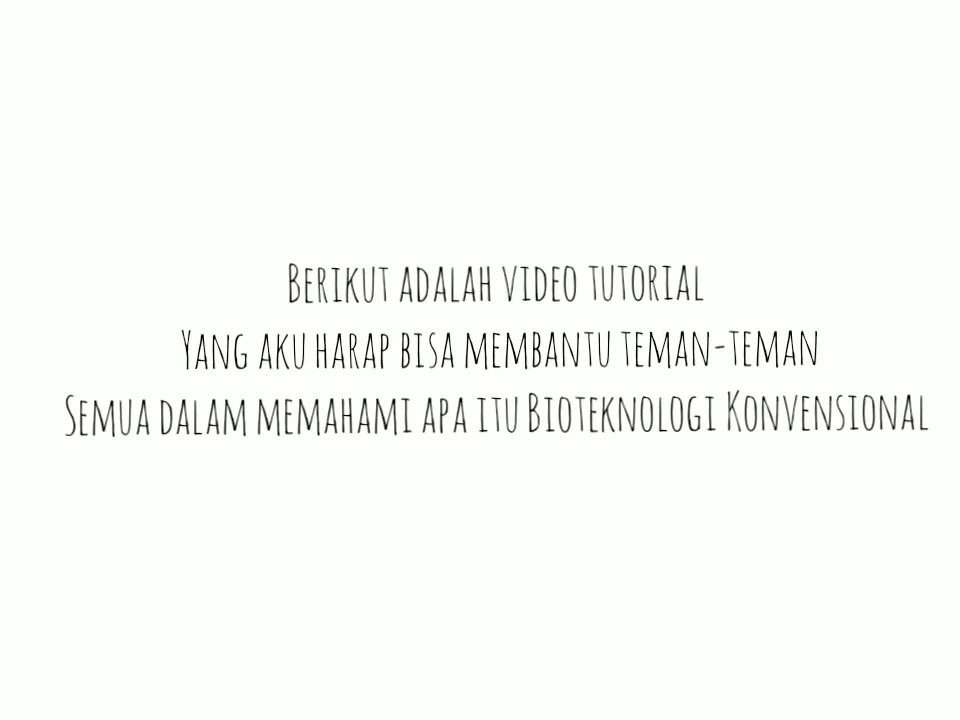 Berikut adalah video tutorial
Yang aku harap bisa membantu teman-teman
Semua dalam memahami apa itu Bioteknologi Konvensional